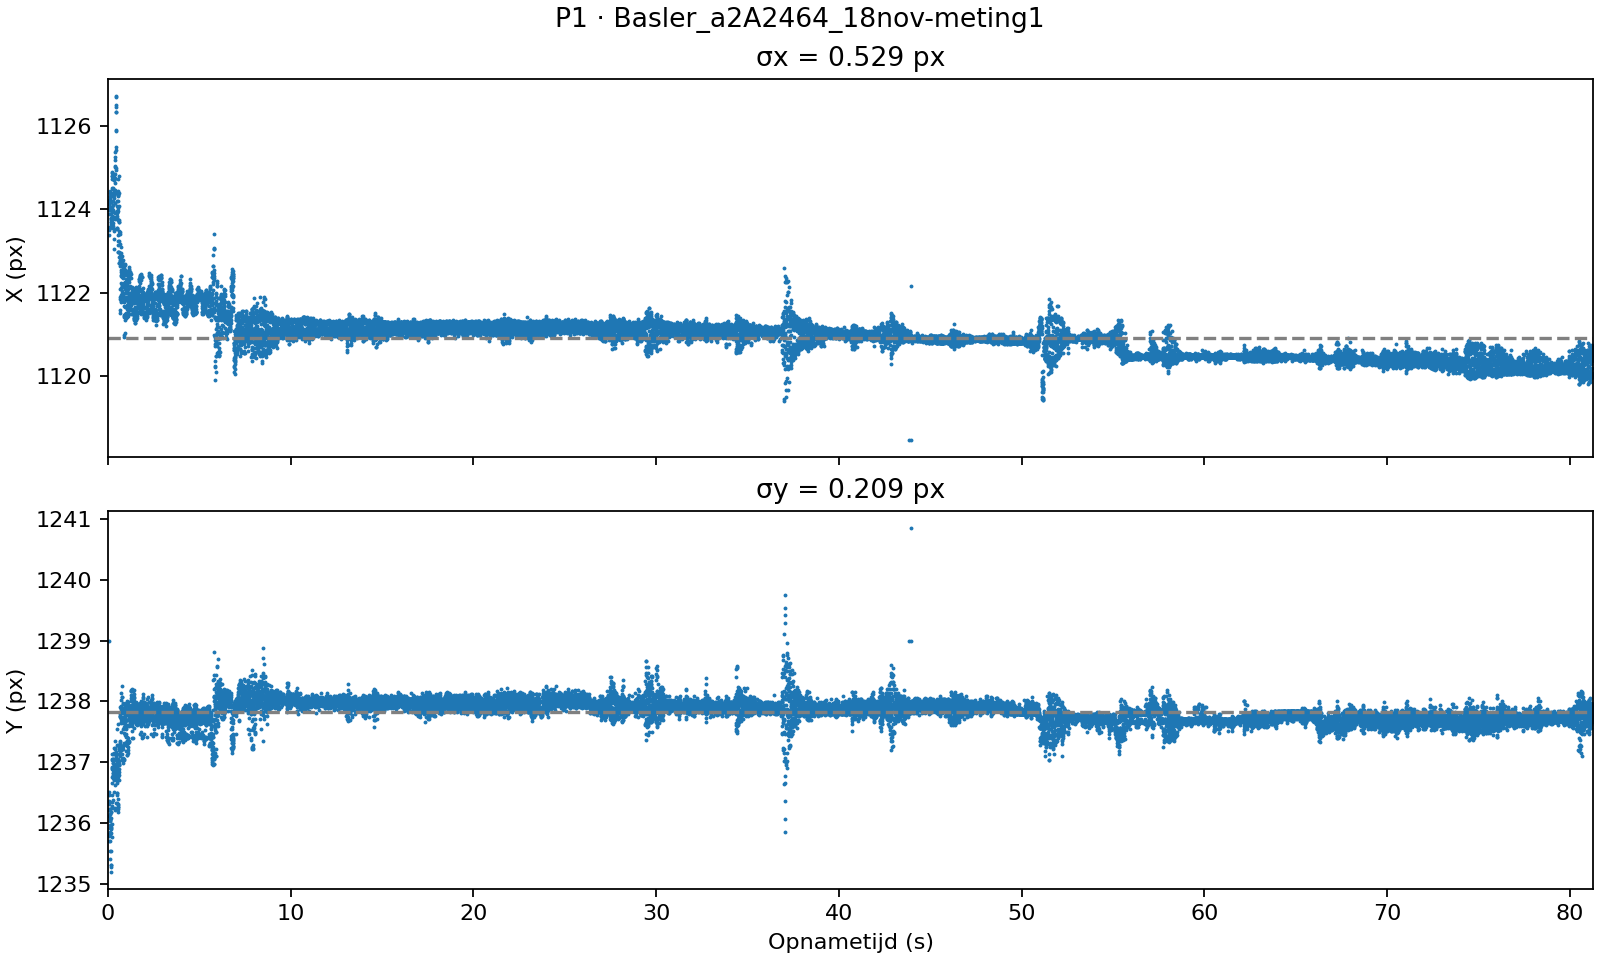 P1 · Basler_a2A2464_18nov-meting1
σx = 0.529 px
1126
1124
1122
1120
X (px)
σy = 0.209 px
1241
1240
1239
1238
1237
1236
1235
Y (px)
0 10 20 30 40 50 60 70 80
Opnametijd (s)